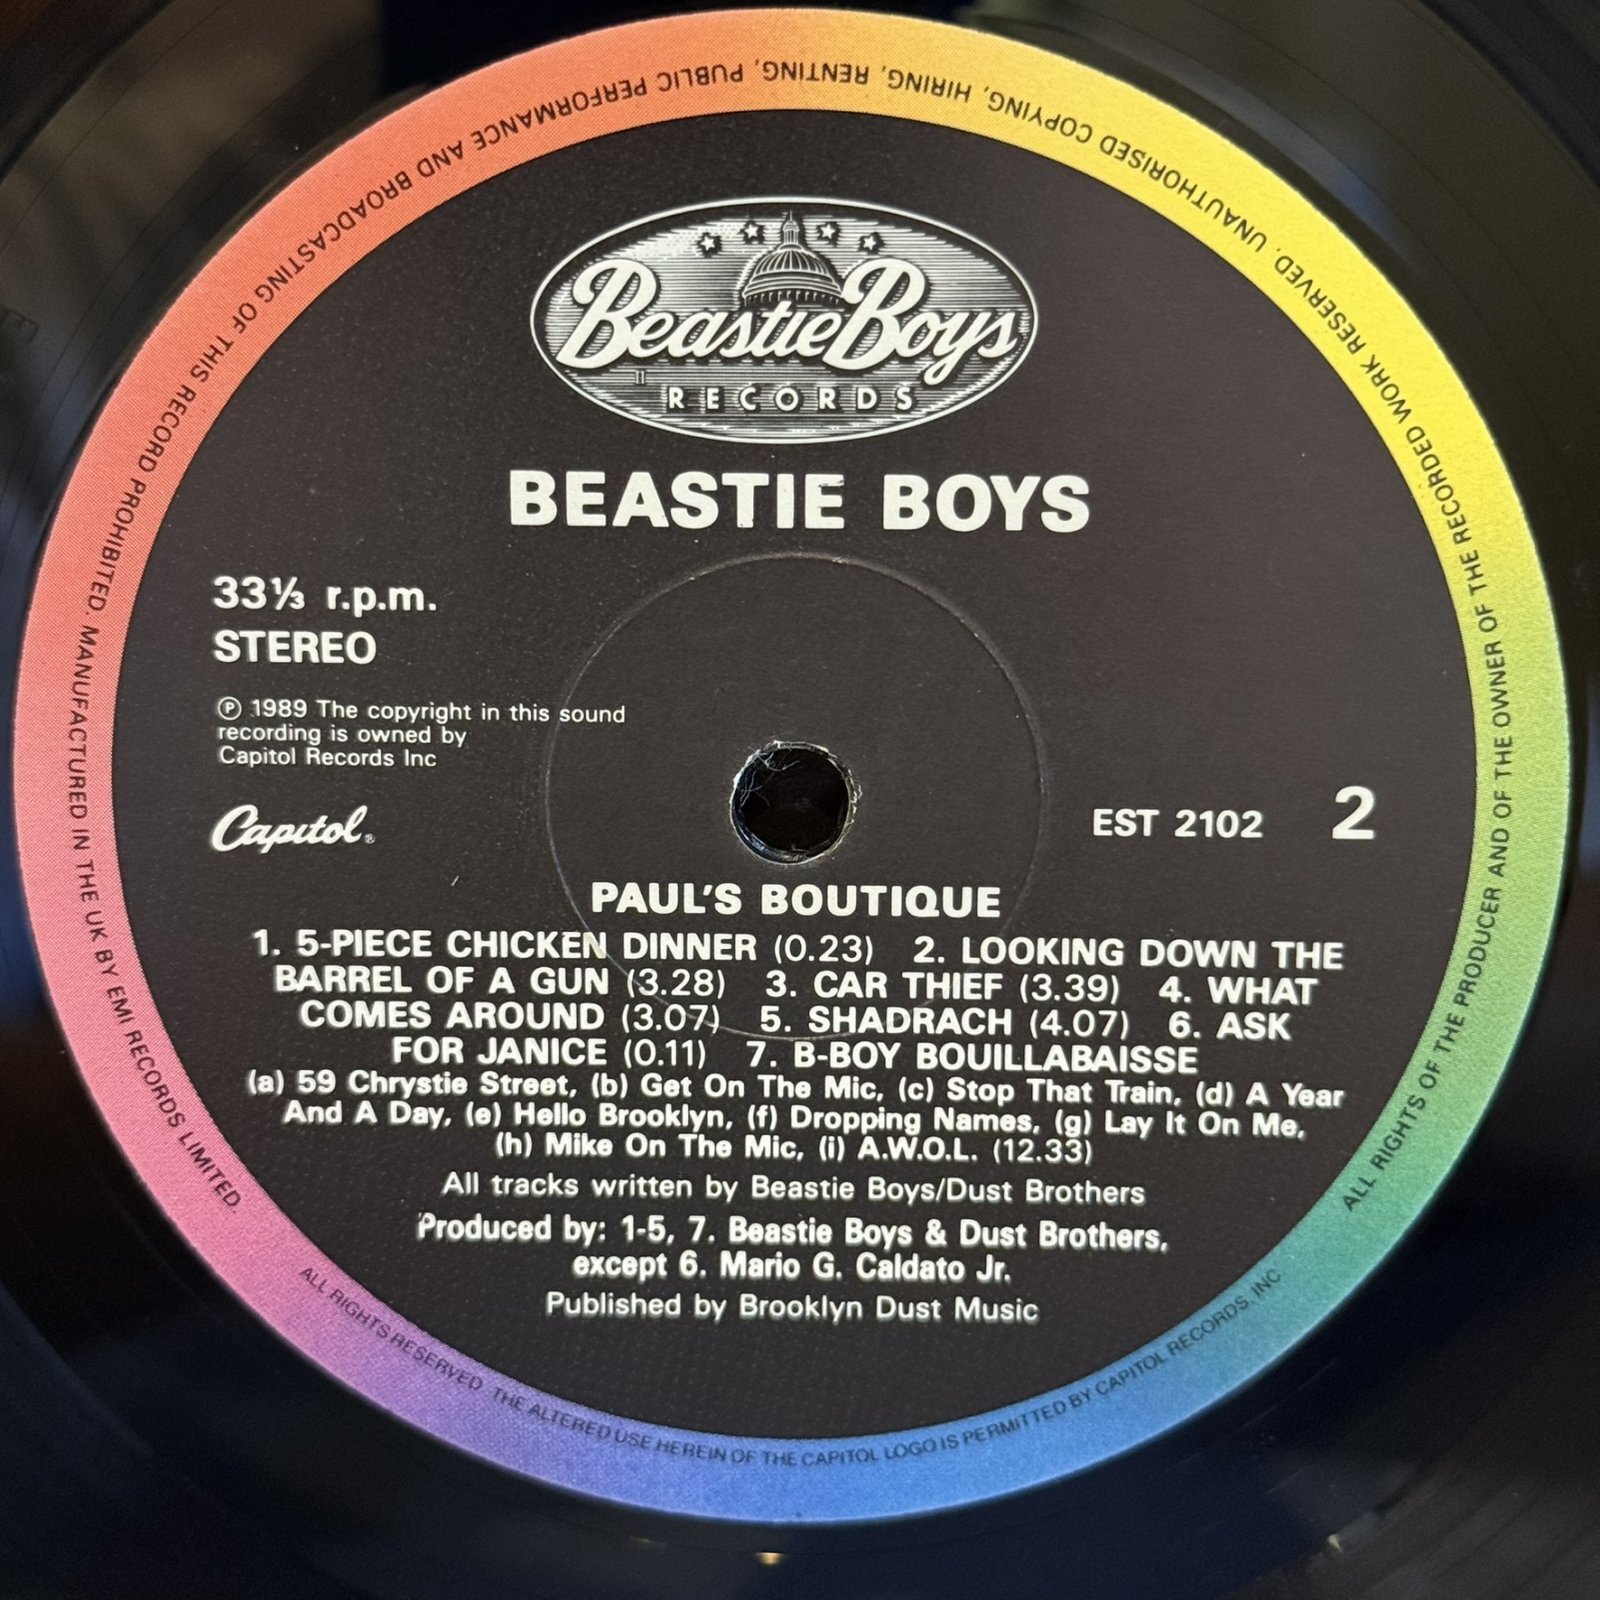 Beastie Boys
RECORDS
BEASTIE BOYS
33⅓ r.p.m.
STEREO
℗ 1989 The copyright in this sound
recording is owned by
Capitol Records Inc
Capitol®
EST 2102 2
PAUL'S BOUTIQUE
1. 5-PIECE CHICKEN DINNER (0.23) 2. LOOKING DOWN THE
BARREL OF A GUN (3.28) 3. CAR THIEF (3.39) 4. WHAT
COMES AROUND (3.07) 5. SHADRACH (4.07) 6. ASK
FOR JANICE (0.11) 7. B-BOY BOUILLABAISSE
(a) 59 Chrystie Street, (b) Get On The Mic, (c) Stop That Train, (d) A Year
And A Day, (e) Hello Brooklyn, (f) Dropping Names, (g) Lay It On Me,
(h) Mike On The Mic, (i) A.W.O.L. (12.33)
All tracks written by Beastie Boys/Dust Brothers
Produced by: 1-5, 7. Beastie Boys & Dust Brothers,
except 6. Mario G. Caldato Jr.
Published by Brooklyn Dust Music
ALL RIGHTS OF THE PRODUCER AND OF THE OWNER OF THE RECORDED WORK RESERVED. UNAUTHORISED COPYING, HIRING, RENTING, PUBLIC PERFORMANCE AND BROADCASTING OF THIS RECORD PROHIBITED. MANUFACTURED IN THE UK BY EMI RECORDS LIMITED.
ALL RIGHTS RESERVED. THE ALTERED USE HEREIN OF THE CAPITOL LOGO IS PERMITTED BY CAPITOL RECORDS. INC